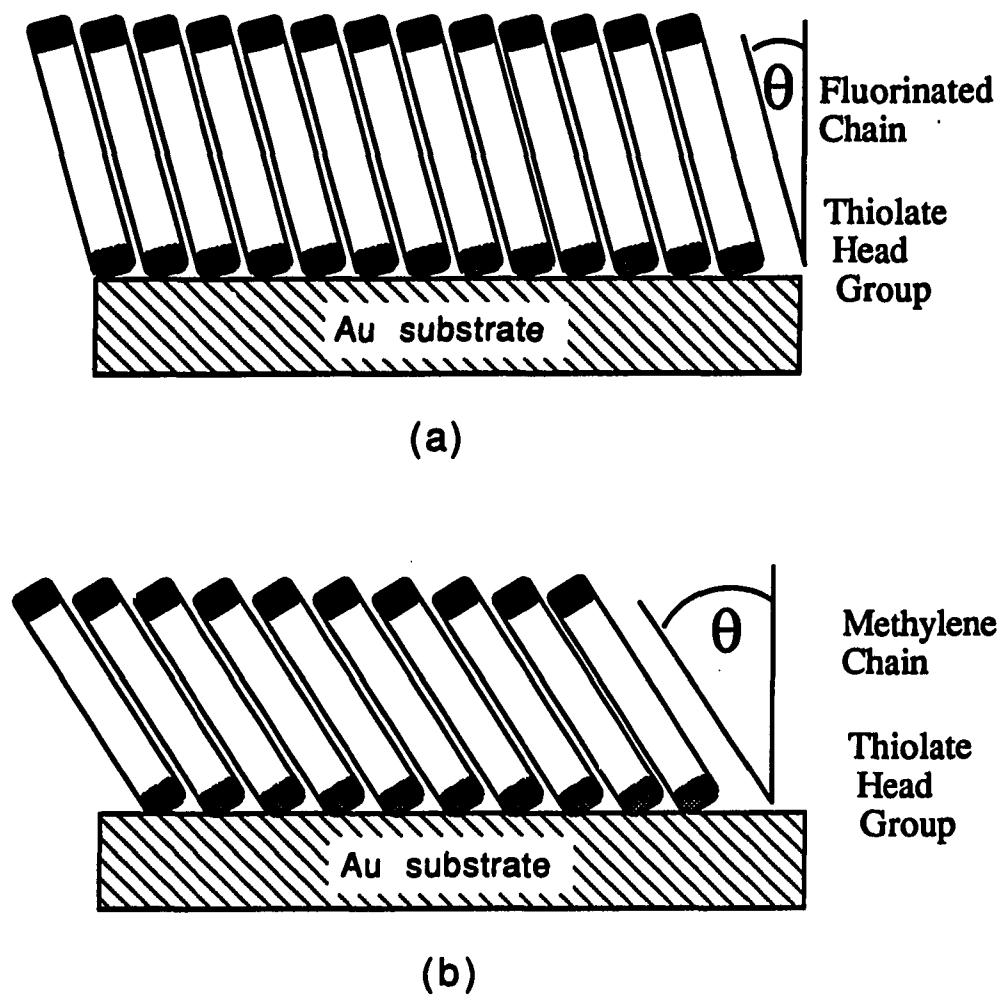 θ
Fluorinated
Chain
Thiolate
Head
Group
Au substrate
(a)
θ
Methylene
Chain
Thiolate
Head
Group
Au substrate
(b)